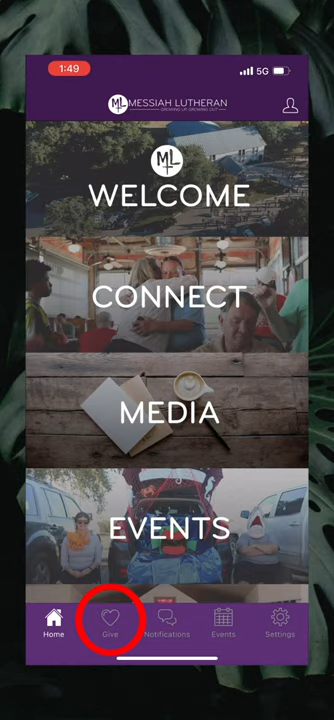 1:49
5G
ML MESSIAH LUTHERAN
GROWING UP GROWING OUT
ML
WELCOME
CONNECT
MEDIA
EVENTS
Home
Give
Notifications
Events
Settings